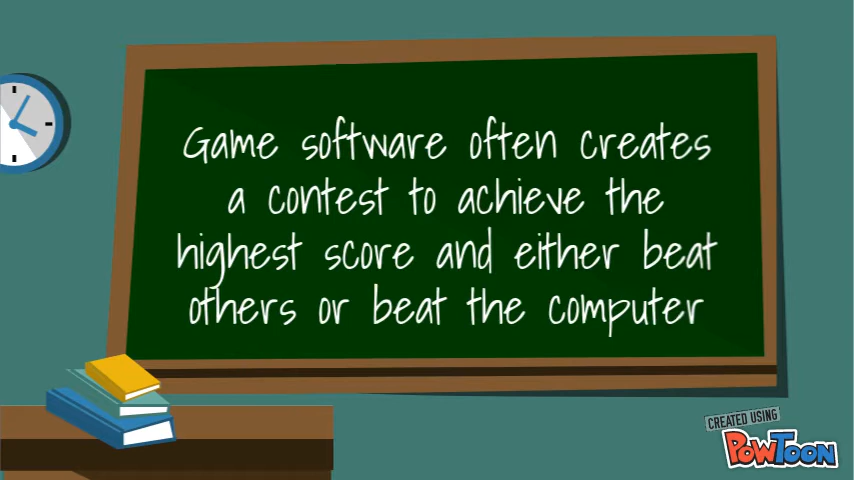 Game software often creates
a contest to achieve the
highest score and either beat
others or beat the computer
CREATED USING
POWTOON